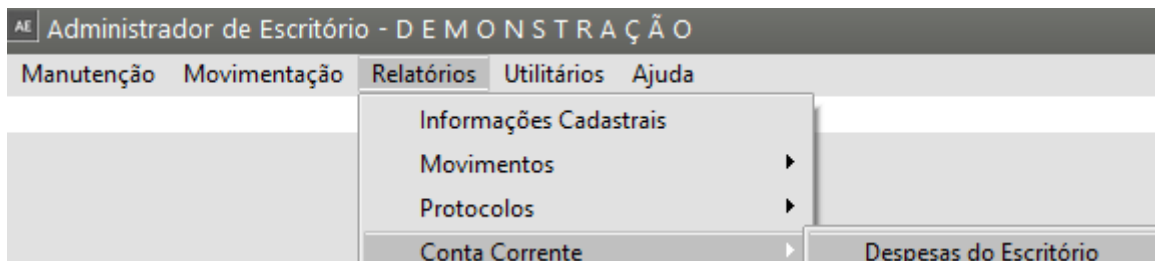 AE Administrador de Escritório - D E M O N S T R A Ç Ã O
Manutenção Movimentação Relatórios Utilitários Ajuda
Informações Cadastrais
Movimentos
Protocolos
Conta Corrente Despesas do Escritório